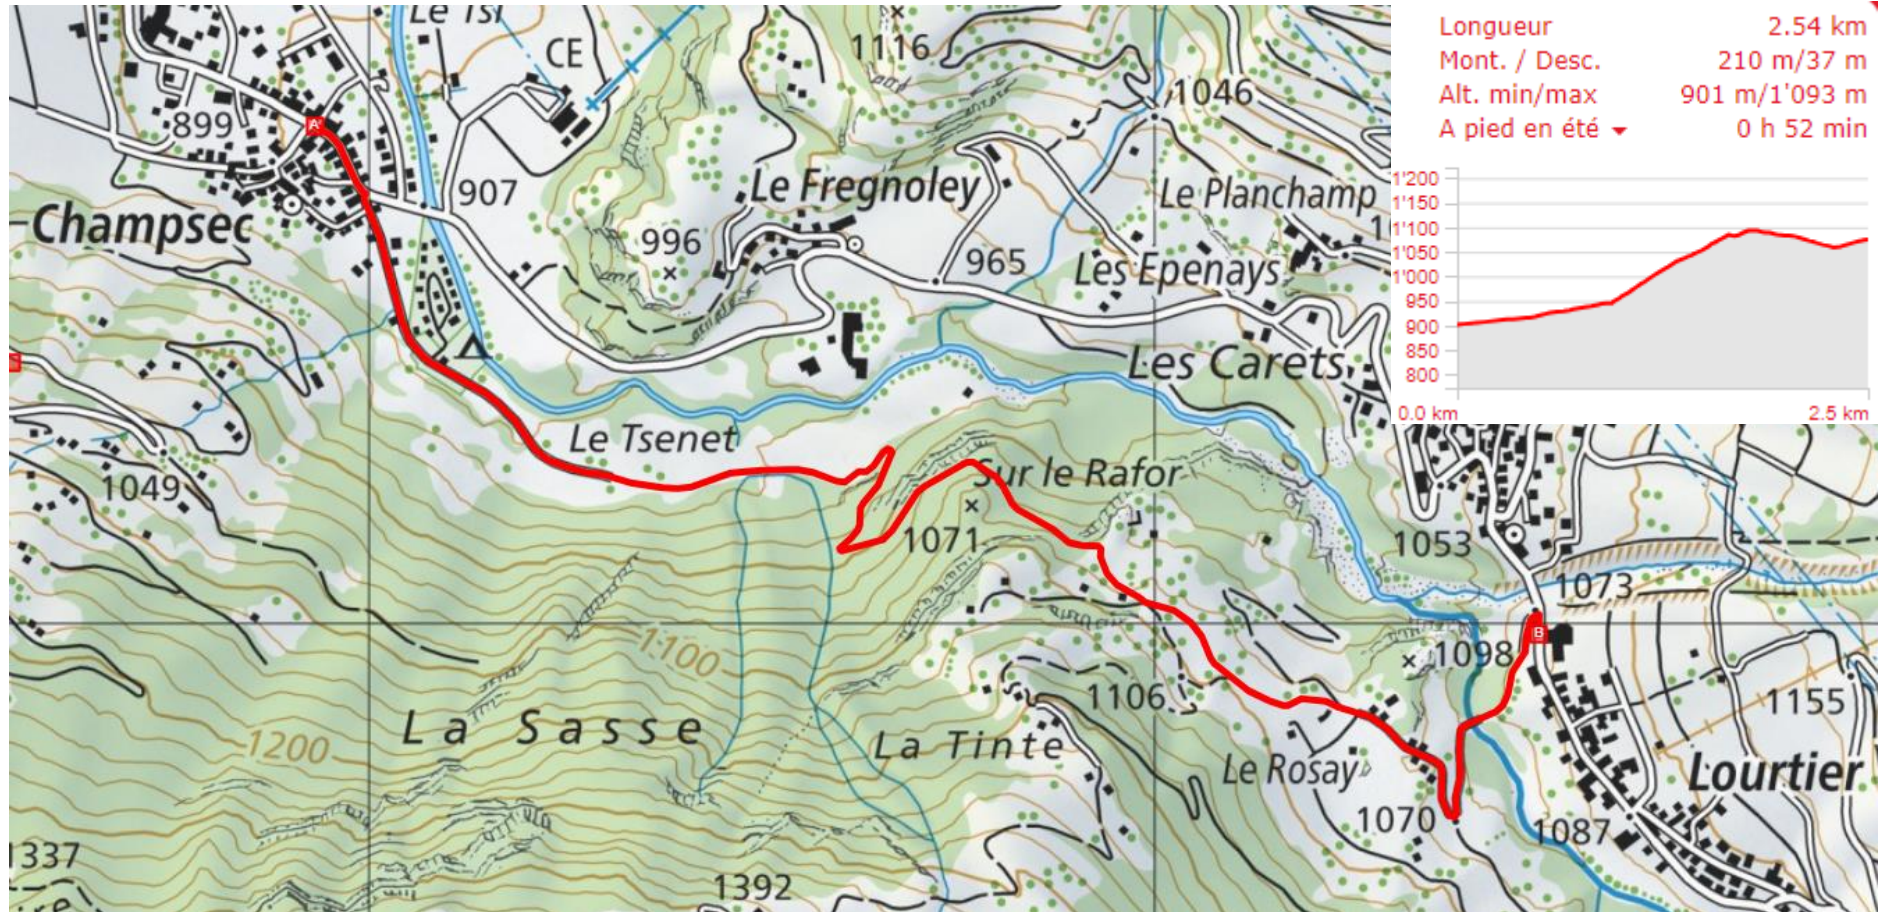 Le Tsi
CE
1116
1046
899
907
Le Fregnoley
Le Planchamp
Champsec
996
965
Les Epenays
Les Carets
Le Tsenet
1049
Sur le Rafor
1071
1053
1073
1100
1098
1106
1155
1200
La Sasse
La Tinte
Le Rosay
Lourtier
1070
1087
1337
1392
A
B
Longueur 2.54 km
Mont. / Desc. 210 m/37 m
Alt. min/max 901 m/1'093 m
A pied en été 0 h 52 min
1'200
1'150
1'100
1'050
1'000
950
900
850
800
0.0 km 2.5 km